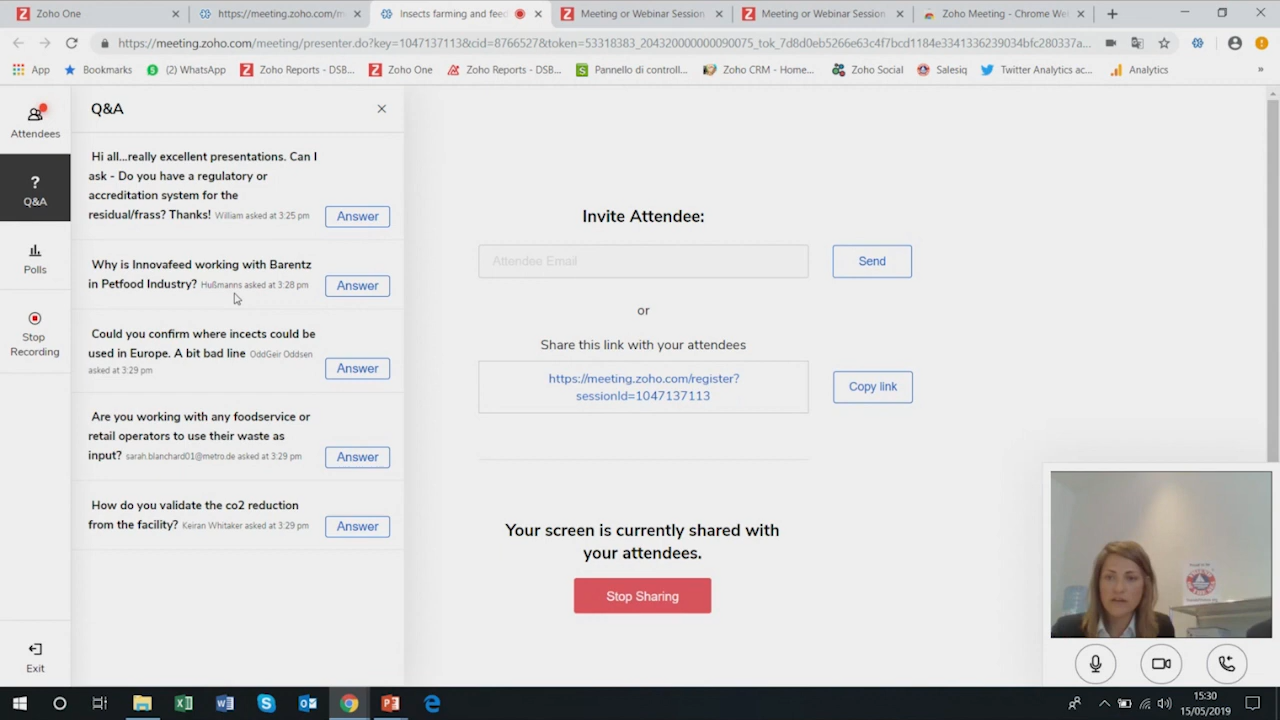 Zoho One
https://meeting.zoho.com/m
Insects farming and feed
Meeting or Webinar Session
Meeting or Webinar Session
Zoho Meeting - Chrome We
https://meeting.zoho.com/meeting/presenter.do?key=1047137113&cid=8766527&token=
App
Bookmarks
(2) WhatsApp
Zoho Reports - DSB...
Zoho One
Zoho Reports - DSB...
Pannello di controll...
Zoho CRM - Home...
Zoho Social
Salesiq
Twitter Analytics ac...
Analytics
»
Attendees
Q&A
Polls
Stop
Recording
Exit
Q&A
Hi all...really excellent presentations. Can I
ask - Do you have a regulatory or
accreditation system for the
residual/frass? Thanks! William asked at 3:25 pm
Answer
Why is Innovafeed working with Barentz
in Petfood Industry? Hußmanns asked at 3:28 pm
Answer
Could you confirm where incects could be
used in Europe. A bit bad line OddGeir Oddsen
asked at 3:29 pm
Answer
Are you working with any foodservice or
retail operators to use their waste as
input? sarah.blanchard01@metro.de asked at 3:29 pm
Answer
How do you validate the co2 reduction
from the facility? Keiran Whitaker asked at 3:29 pm
Answer
Invite Attendee:
Attendee Email
Send
or
Share this link with your attendees
https://meeting.zoho.com/register?
sessionId=1047137113
Copy link
Your screen is currently shared with
your attendees.
Stop Sharing
15:30
15/05/2019